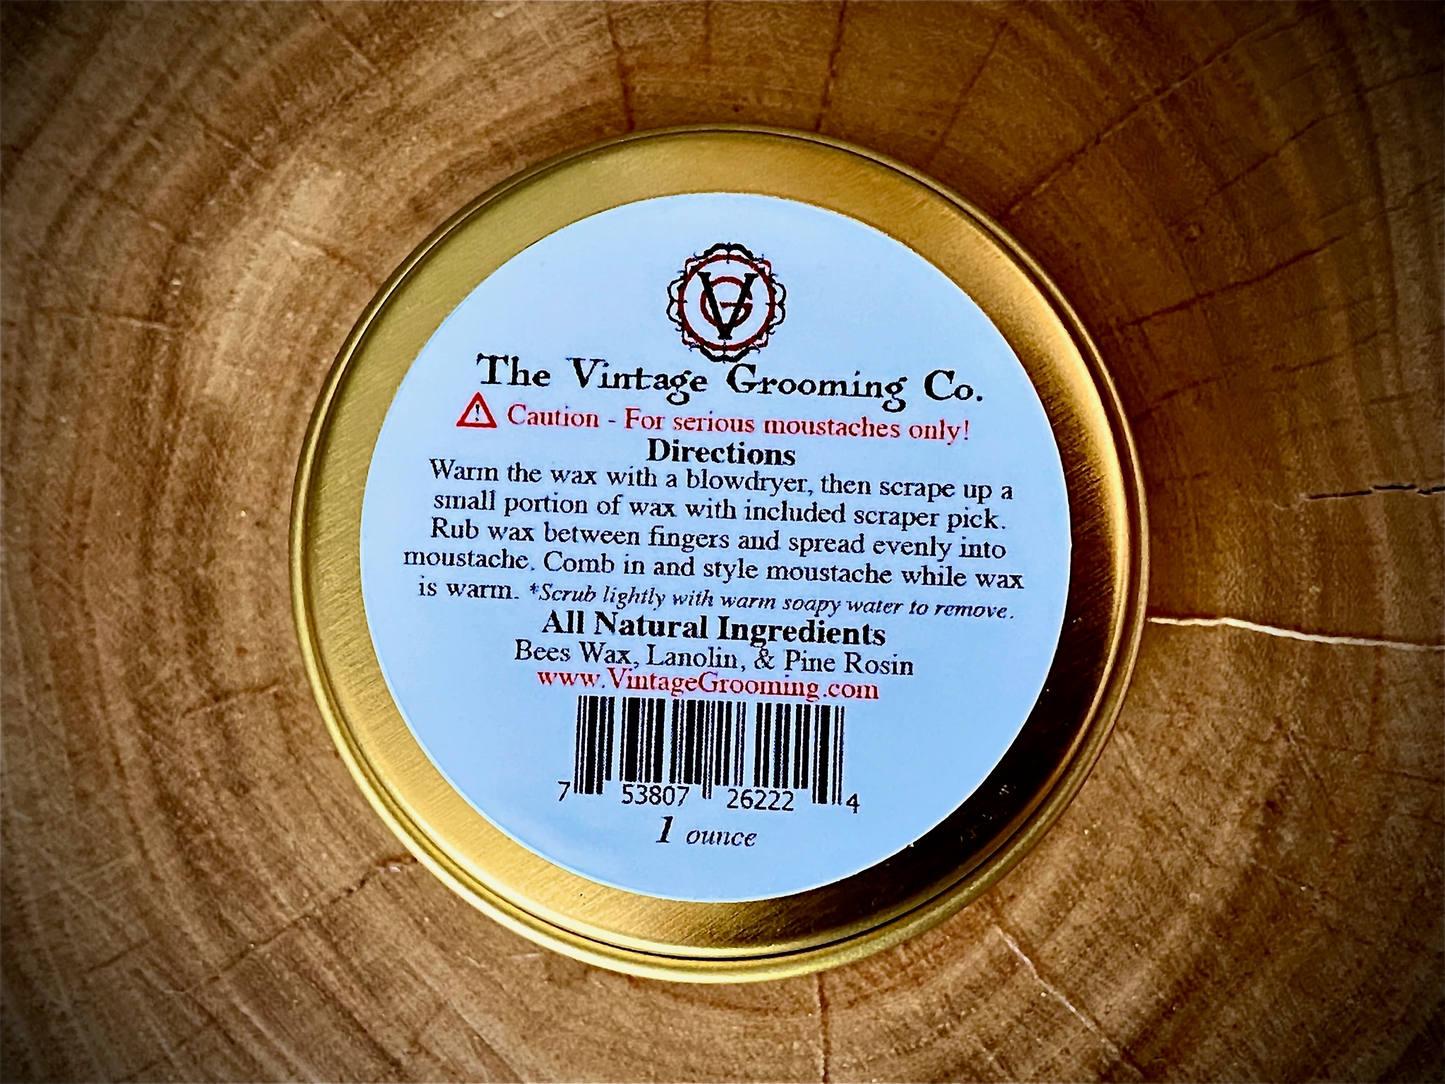 VG
The Vintage Grooming Co.
⚠ Caution - For serious moustaches only!
Directions
Warm the wax with a blowdryer, then scrape up a
small portion of wax with included scraper pick.
Rub wax between fingers and spread evenly into
moustache. Comb in and style moustache while wax
is warm. *Scrub lightly with warm soapy water to remove.
All Natural Ingredients
Bees Wax, Lanolin, & Pine Rosin
www.VintageGrooming.com
7 53807 26222 4
1 ounce